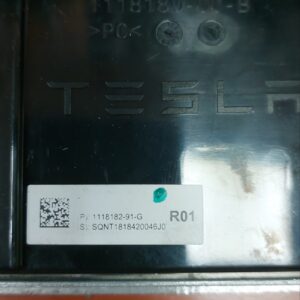 >PC<
TESLA
P: 1118182-91-G
R01
S: SQNT1818420046J0